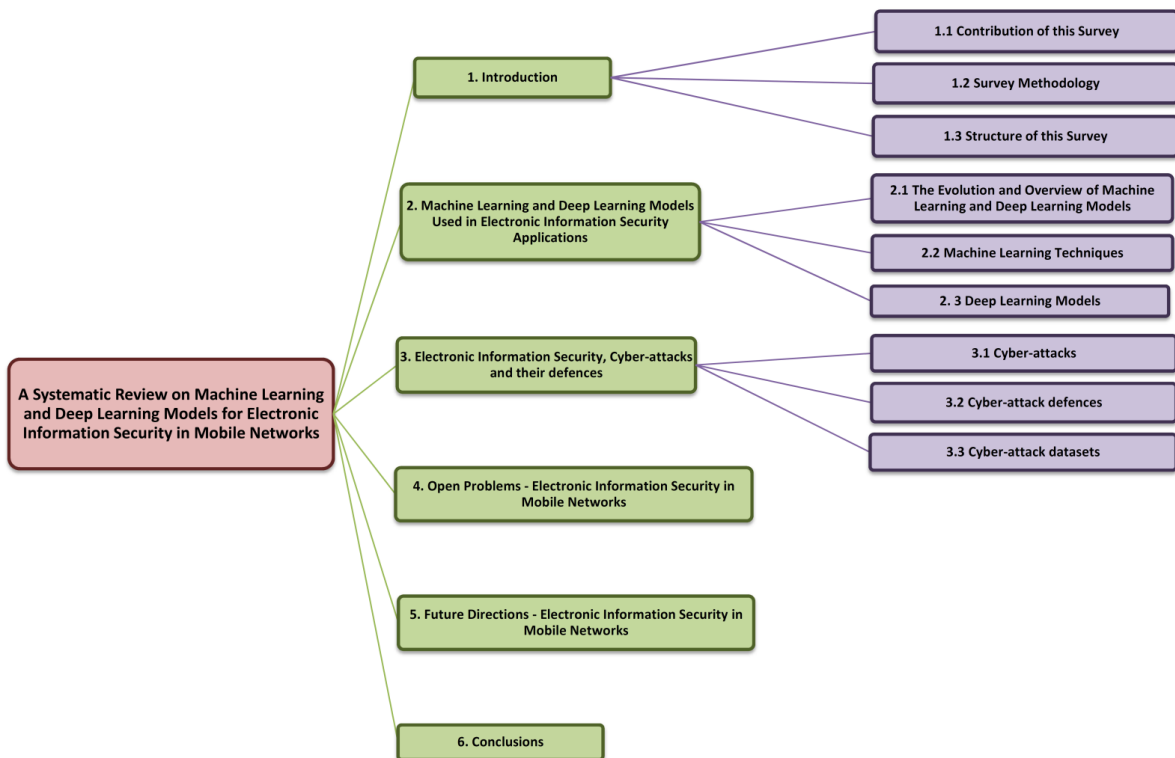 A Systematic Review on Machine Learning
and Deep Learning Models for Electronic
Information Security in Mobile Networks
1. Introduction
1.1 Contribution of this Survey
1.2 Survey Methodology
1.3 Structure of this Survey
2. Machine Learning and Deep Learning Models
Used in Electronic Information Security
Applications
2.1 The Evolution and Overview of Machine
Learning and Deep Learning Models
2.2 Machine Learning Techniques
2. 3 Deep Learning Models
3. Electronic Information Security, Cyber-attacks
and their defences
3.1 Cyber-attacks
3.2 Cyber-attack defences
3.3 Cyber-attack datasets
4. Open Problems - Electronic Information Security in
Mobile Networks
5. Future Directions - Electronic Information Security in
Mobile Networks
6. Conclusions